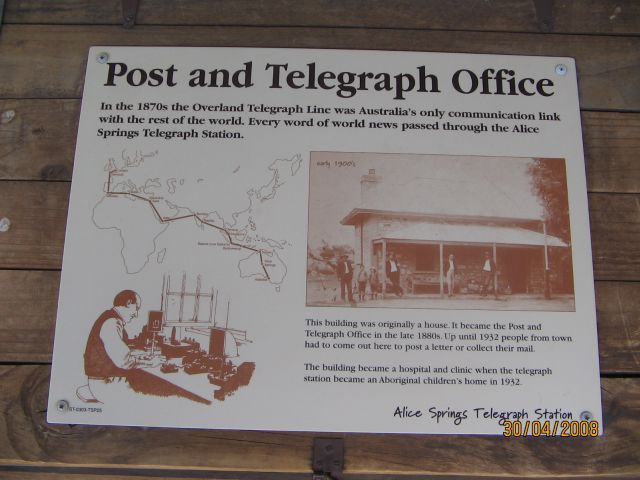 Post and Telegraph Office
In the 1870s the Overland Telegraph Line was Australia's only communication link
with the rest of the world. Every word of world news passed through the Alice
Springs Telegraph Station.
early 1900's
This building was originally a house. It became the Post and
Telegraph Office in the late 1880s. Up until 1932 people from town
had to come out here to post a letter or collect their mail.
The building became a hospital and clinic when the telegraph
station became an Aboriginal children's home in 1932.
Alice Springs Telegraph Station
30/04/2008